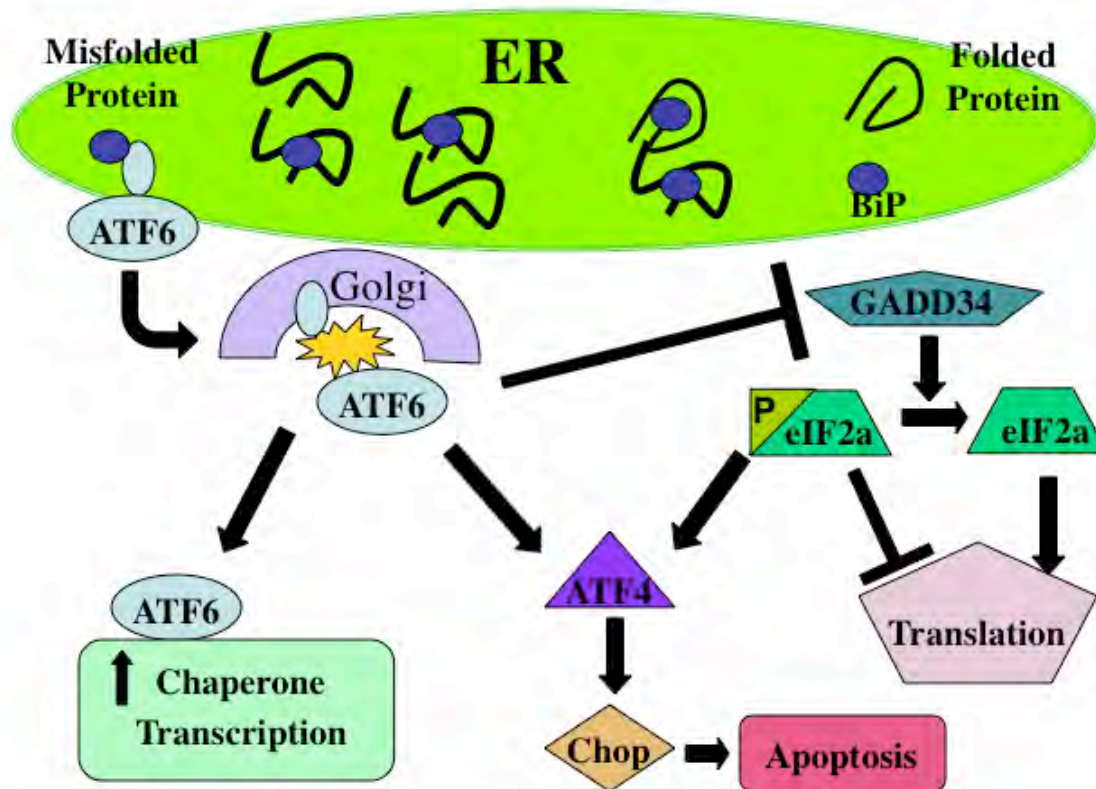 Misfolded
Protein
ER
Folded
Protein
BiP
ATF6
Golgi
GADD34
ATF6
P
eIF2a
eIF2a
ATF6
ATF4
Translation
Chaperone
Transcription
Chop
Apoptosis